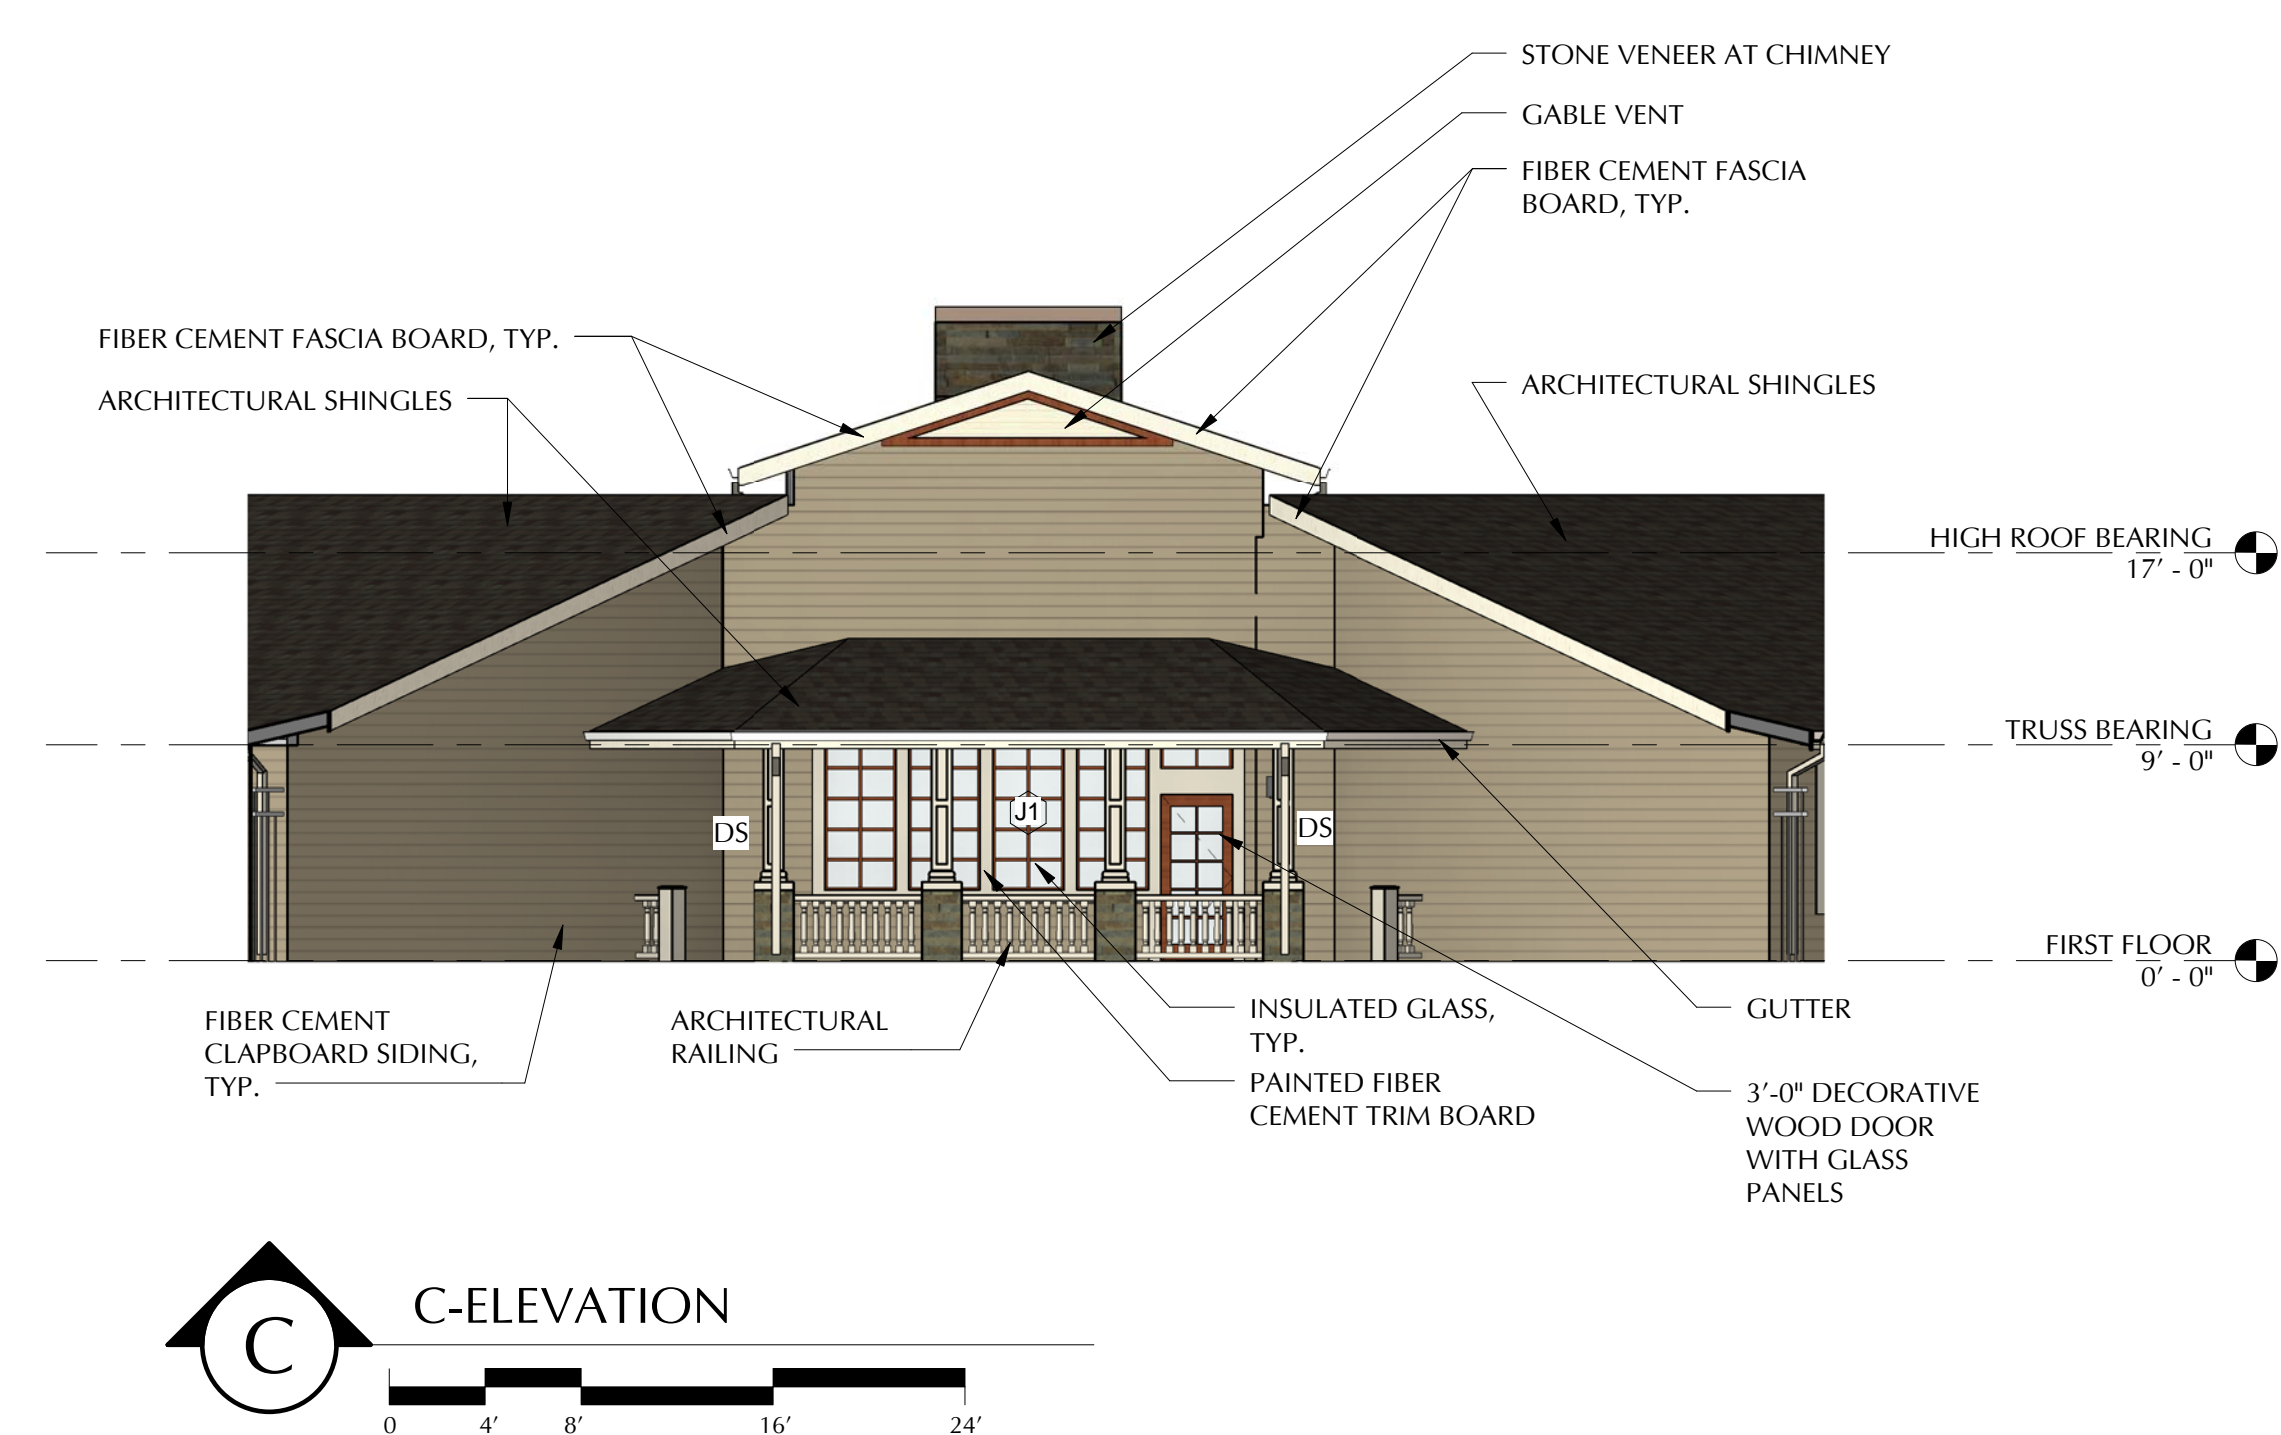 STONE VENEER AT CHIMNEY
GABLE VENT
FIBER CEMENT FASCIA
BOARD, TYP.
FIBER CEMENT FASCIA BOARD, TYP.
ARCHITECTURAL SHINGLES
ARCHITECTURAL SHINGLES
HIGH ROOF BEARING
17' - 0"
TRUSS BEARING
9' - 0"
J1
DS
DS
FIRST FLOOR
0' - 0"
FIBER CEMENT
CLAPBOARD SIDING,
TYP.
ARCHITECTURAL
RAILING
INSULATED GLASS,
TYP.
PAINTED FIBER
CEMENT TRIM BOARD
GUTTER
3'-0" DECORATIVE
WOOD DOOR
WITH GLASS
PANELS
C
C-ELEVATION
0 4' 8' 16' 24'